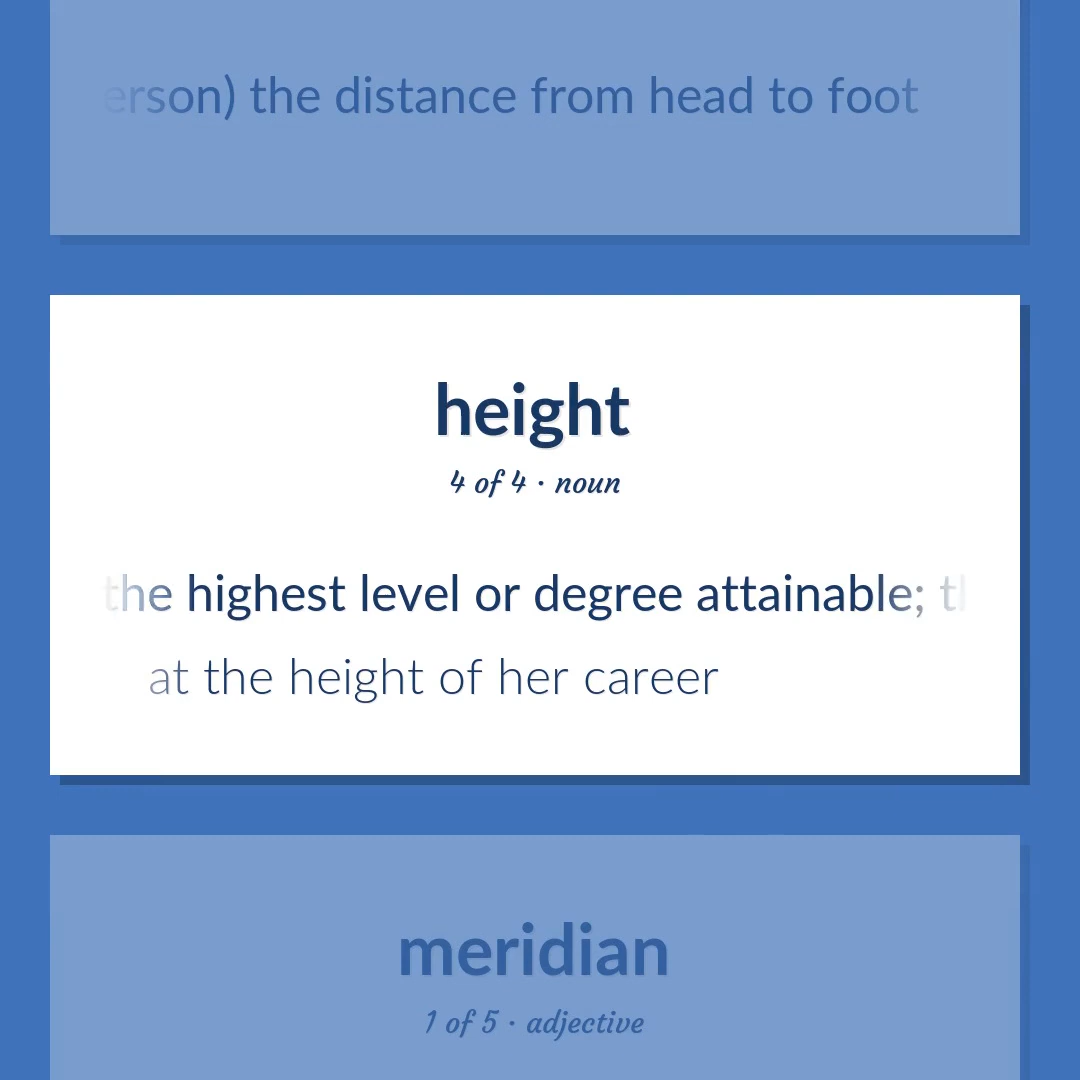 erson) the distance from head to foot
height
4 of 4 · noun
the highest level or degree attainable;
at the height of her career
meridian
1 of 5 · adjective